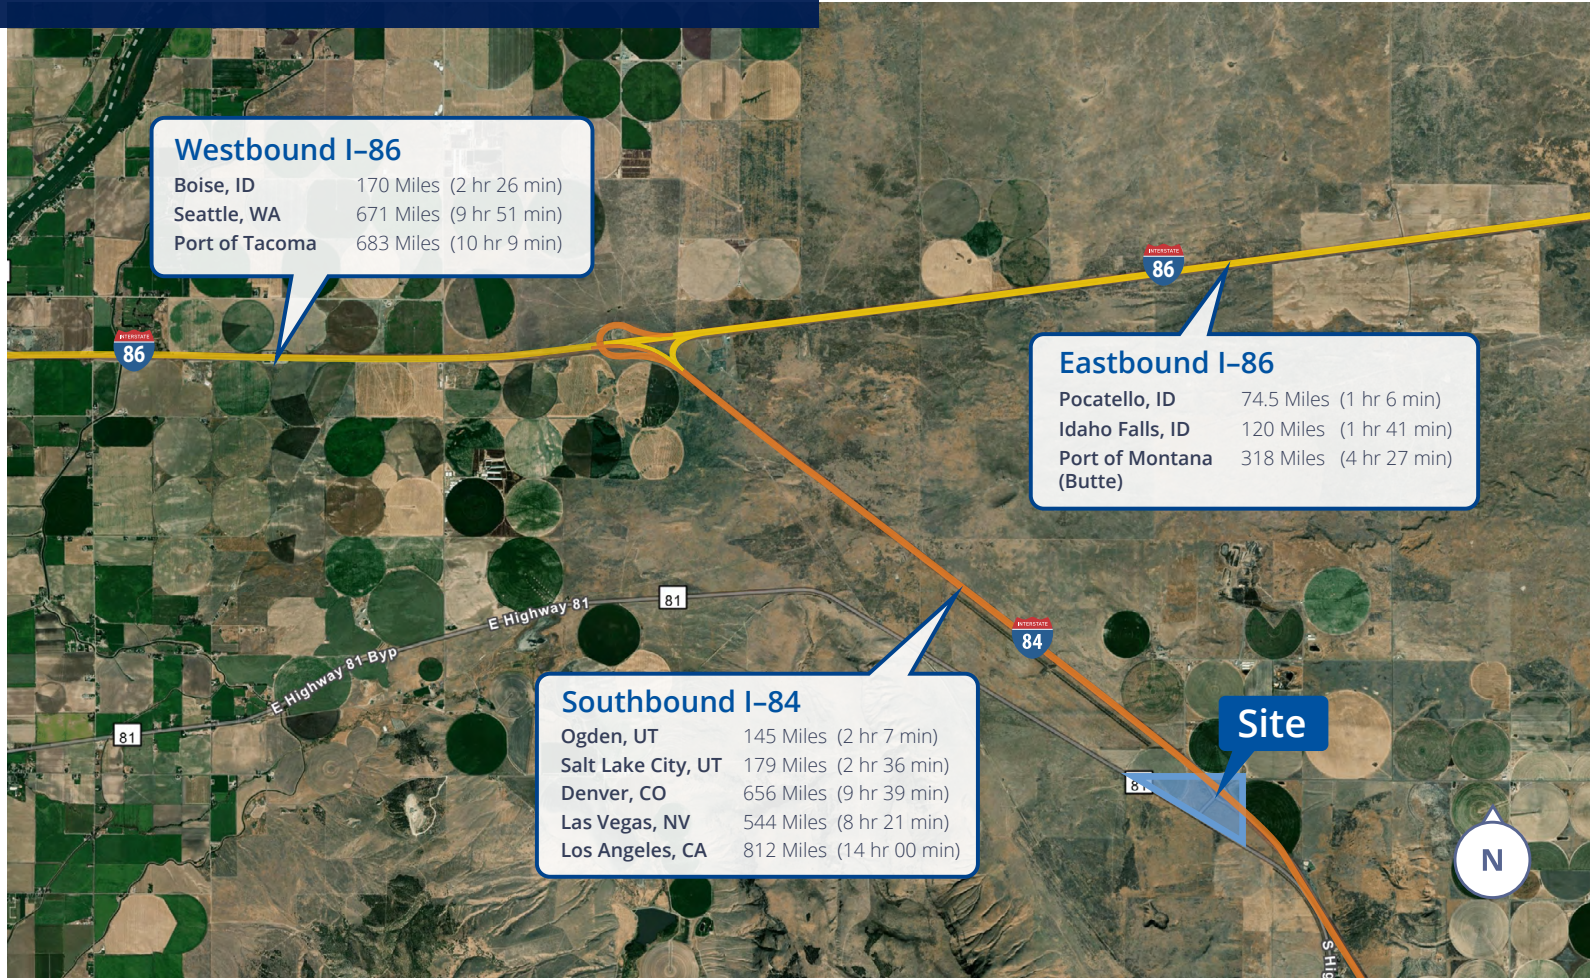 Westbound I–86
Boise, ID 170 Miles (2 hr 26 min)
Seattle, WA 671 Miles (9 hr 51 min)
Port of Tacoma 683 Miles (10 hr 9 min)
INTERSTATE
86
INTERSTATE
86
Eastbound I–86
Pocatello, ID 74.5 Miles (1 hr 6 min)
Idaho Falls, ID 120 Miles (1 hr 41 min)
Port of Montana 318 Miles (4 hr 27 min)
(Butte)
E Highway 81
81
INTERSTATE
84
E Highway 81 Byp
81
Southbound I–84
Ogden, UT 145 Miles (2 hr 7 min)
Salt Lake City, UT 179 Miles (2 hr 36 min)
Denver, CO 656 Miles (9 hr 39 min)
Las Vegas, NV 544 Miles (8 hr 21 min)
Los Angeles, CA 812 Miles (14 hr 00 min)
Site
81
N
S Hig